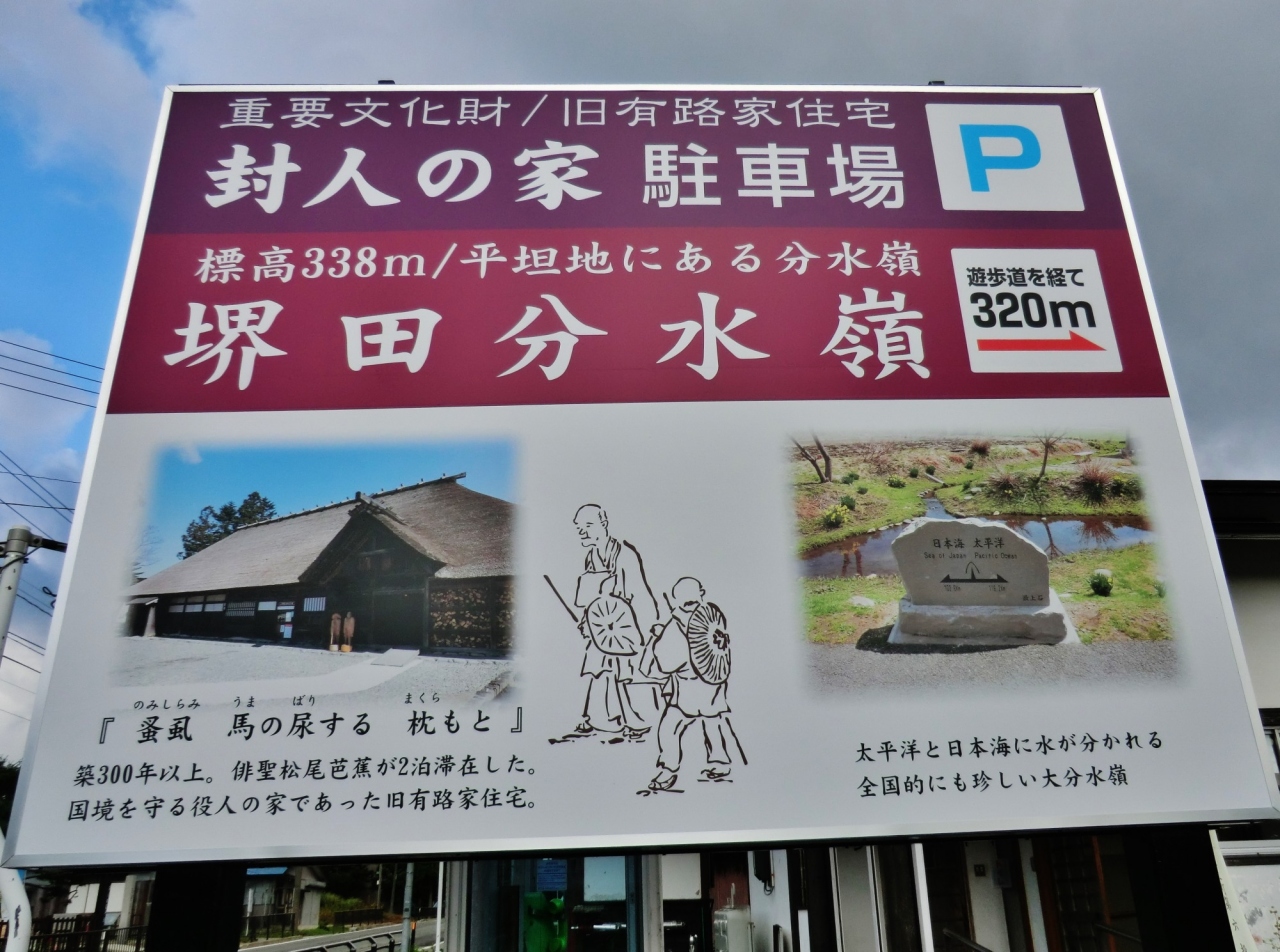 重要文化財/旧有路家住宅
封人の家 駐車場
P
標高338m/平坦地にある分水嶺
堺田分水嶺
遊歩道を経て
320m
日本海 太平洋
Sea of Japan Pacific Ocean
のみしらみ うま ばり まくら
『蚤虱 馬の尿する 枕もと』
築300年以上。俳聖松尾芭蕉が2泊滞在した。
国境を守る役人の家であった旧有路家住宅。
太平洋と日本海に水が分かれる
全国的にも珍しい大分水嶺